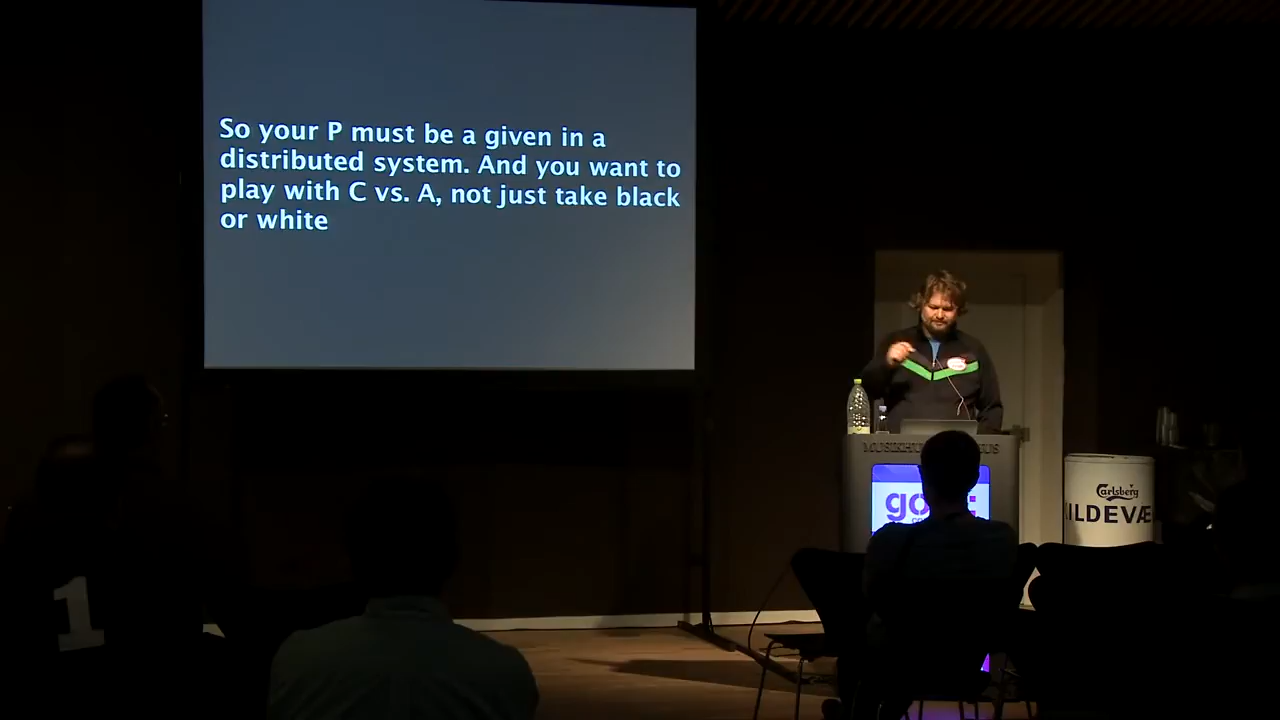 So your P must be a given in a
distributed system. And you want to
play with C vs. A, not just take black
or white
Carlsberg
1